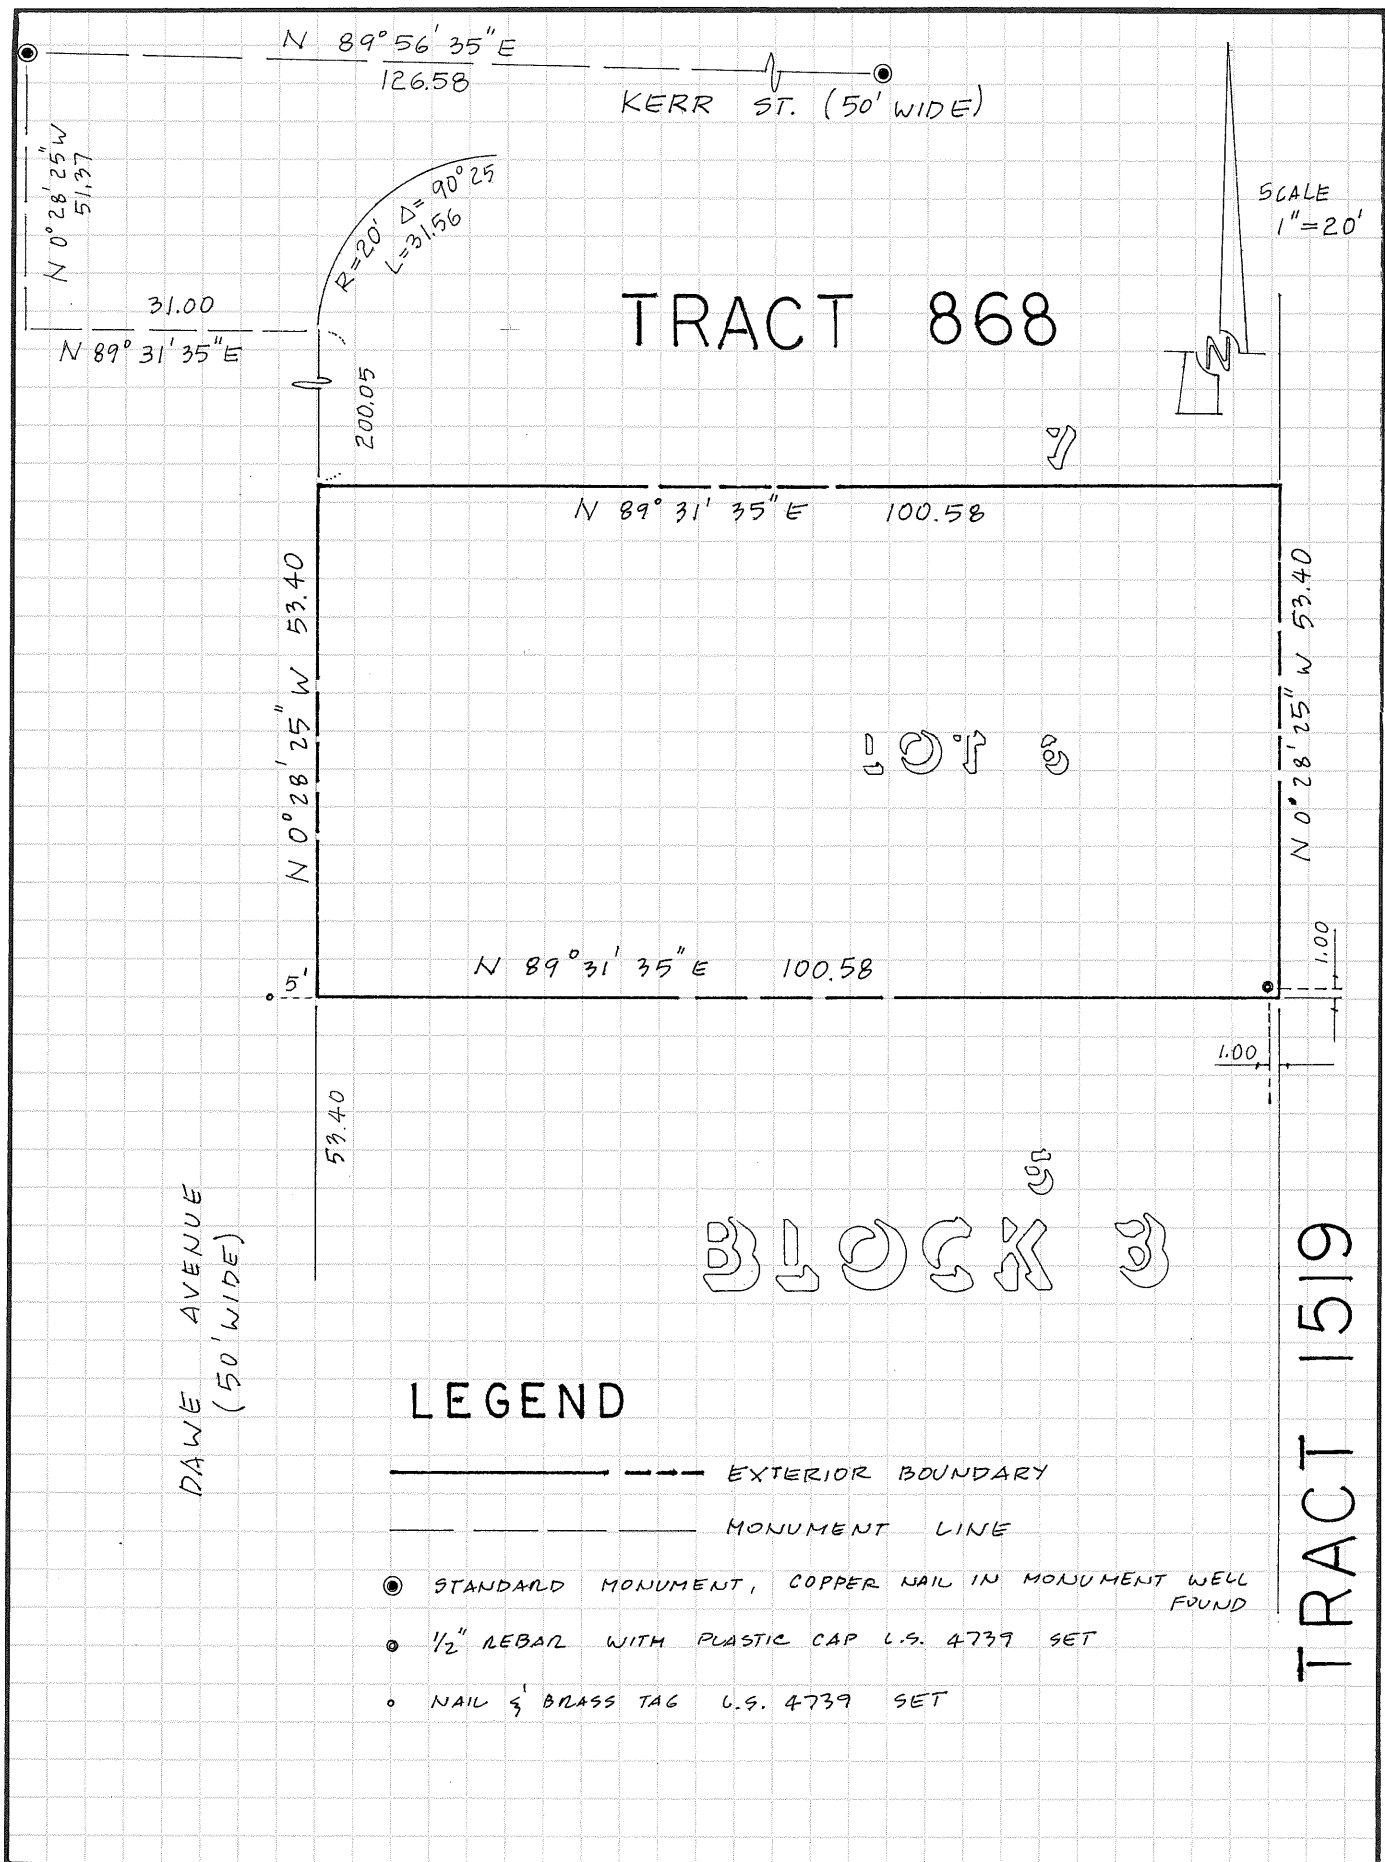 N 89° 56' 35" E
126.58
KERR ST. (50' WIDE)
N 0° 28' 25" W
51.37
R=20' Δ= 90° 25
L=31.56
SCALE
1"=20'
31.00
N 89° 31' 35" E
TRACT 868
N
200.05
7
N 89° 31' 35" E 100.58
N 0° 28' 25" W 53.40
N 0° 28' 25" W 53.40
LOT 6
N 89° 31' 35" E 100.58
5'
1.00
1.00
53.40
5
BLOCK B
DAWE AVENUE
(50' WIDE)
TRACT 1519
LEGEND
EXTERIOR BOUNDARY
MONUMENT LINE
STANDARD MONUMENT, COPPER NAIL IN MONUMENT WELL
FOUND
1/2" REBAR WITH PLASTIC CAP L.S. 4739 SET
NAIL & BRASS TAG L.S. 4739 SET